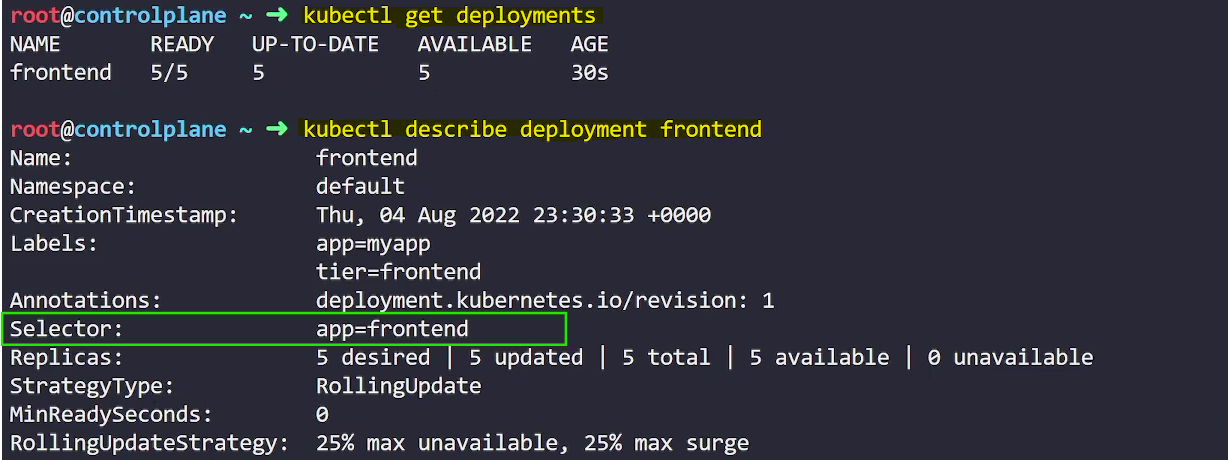 root@controlplane ~ ➜ kubectl get deployments
NAME READY UP-TO-DATE AVAILABLE AGE
frontend 5/5 5 5 30s
root@controlplane ~ ➜ kubectl describe deployment frontend
Name: frontend
Namespace: default
CreationTimestamp: Thu, 04 Aug 2022 23:30:33 +0000
Labels: app=myapp
tier=frontend
Annotations: deployment.kubernetes.io/revision: 1
Selector: app=frontend
Replicas: 5 desired | 5 updated | 5 total | 5 available | 0 unavailable
StrategyType: RollingUpdate
MinReadySeconds: 0
RollingUpdateStrategy: 25% max unavailable, 25% max surge